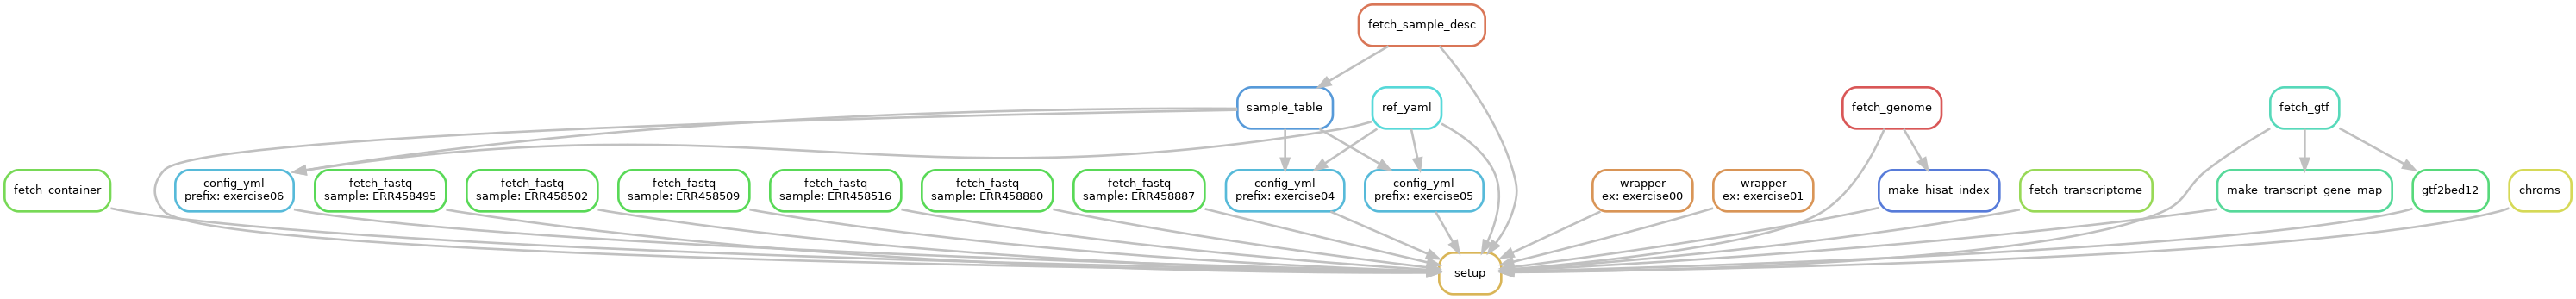 fetch_sample_desc
sample_table
ref_yaml
fetch_genome
fetch_gtf
fetch_container
config_yml
prefix: exercise06
fetch_fastq
sample: ERR458495
fetch_fastq
sample: ERR458502
fetch_fastq
sample: ERR458509
fetch_fastq
sample: ERR458516
fetch_fastq
sample: ERR458880
fetch_fastq
sample: ERR458887
config_yml
prefix: exercise04
config_yml
prefix: exercise05
wrapper
ex: exercise00
wrapper
ex: exercise01
make_hisat_index
fetch_transcriptome
make_transcript_gene_map
gtf2bed12
chroms
setup